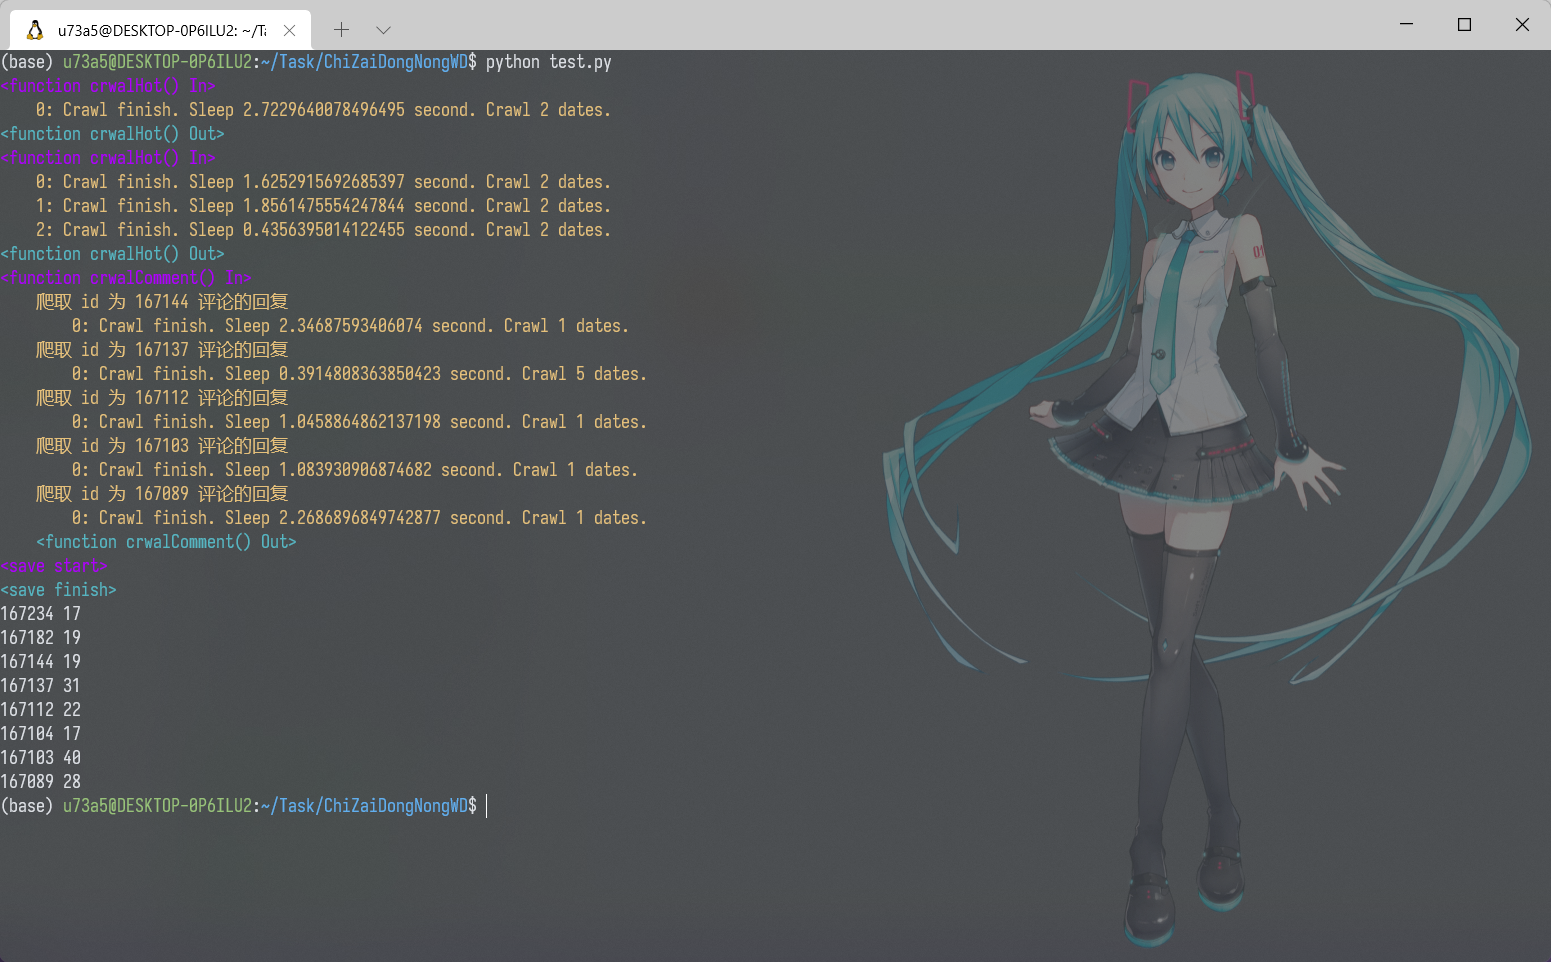 u73a5@DESKTOP-0P6ILU2: ~/Ta
(base) u73a5@DESKTOP-0P6ILU2:~/Task/ChiZaiDongNongWD$ python test.py
<function crwalHot() In>
0: Crawl finish. Sleep 2.7229640078496495 second. Crawl 2 dates.
<function crwalHot() Out>
<function crwalHot() In>
0: Crawl finish. Sleep 1.6252915692685397 second. Crawl 2 dates.
1: Crawl finish. Sleep 1.8561475554247844 second. Crawl 2 dates.
2: Crawl finish. Sleep 0.4356395014122455 second. Crawl 2 dates.
<function crwalHot() Out>
<function crwalComment() In>
爬取 id 为 167144 评论的回复
0: Crawl finish. Sleep 2.34687593406074 second. Crawl 1 dates.
爬取 id 为 167137 评论的回复
0: Crawl finish. Sleep 0.3914808363850423 second. Crawl 5 dates.
爬取 id 为 167112 评论的回复
0: Crawl finish. Sleep 1.0458864862137198 second. Crawl 1 dates.
爬取 id 为 167103 评论的回复
0: Crawl finish. Sleep 1.083930906874682 second. Crawl 1 dates.
爬取 id 为 167089 评论的回复
0: Crawl finish. Sleep 2.2686896849742877 second. Crawl 1 dates.
<function crwalComment() Out>
<save start>
<save finish>
167234 17
167182 19
167144 19
167137 31
167112 22
167104 17
167103 40
167089 28
(base) u73a5@DESKTOP-0P6ILU2:~/Task/ChiZaiDongNongWD$
01